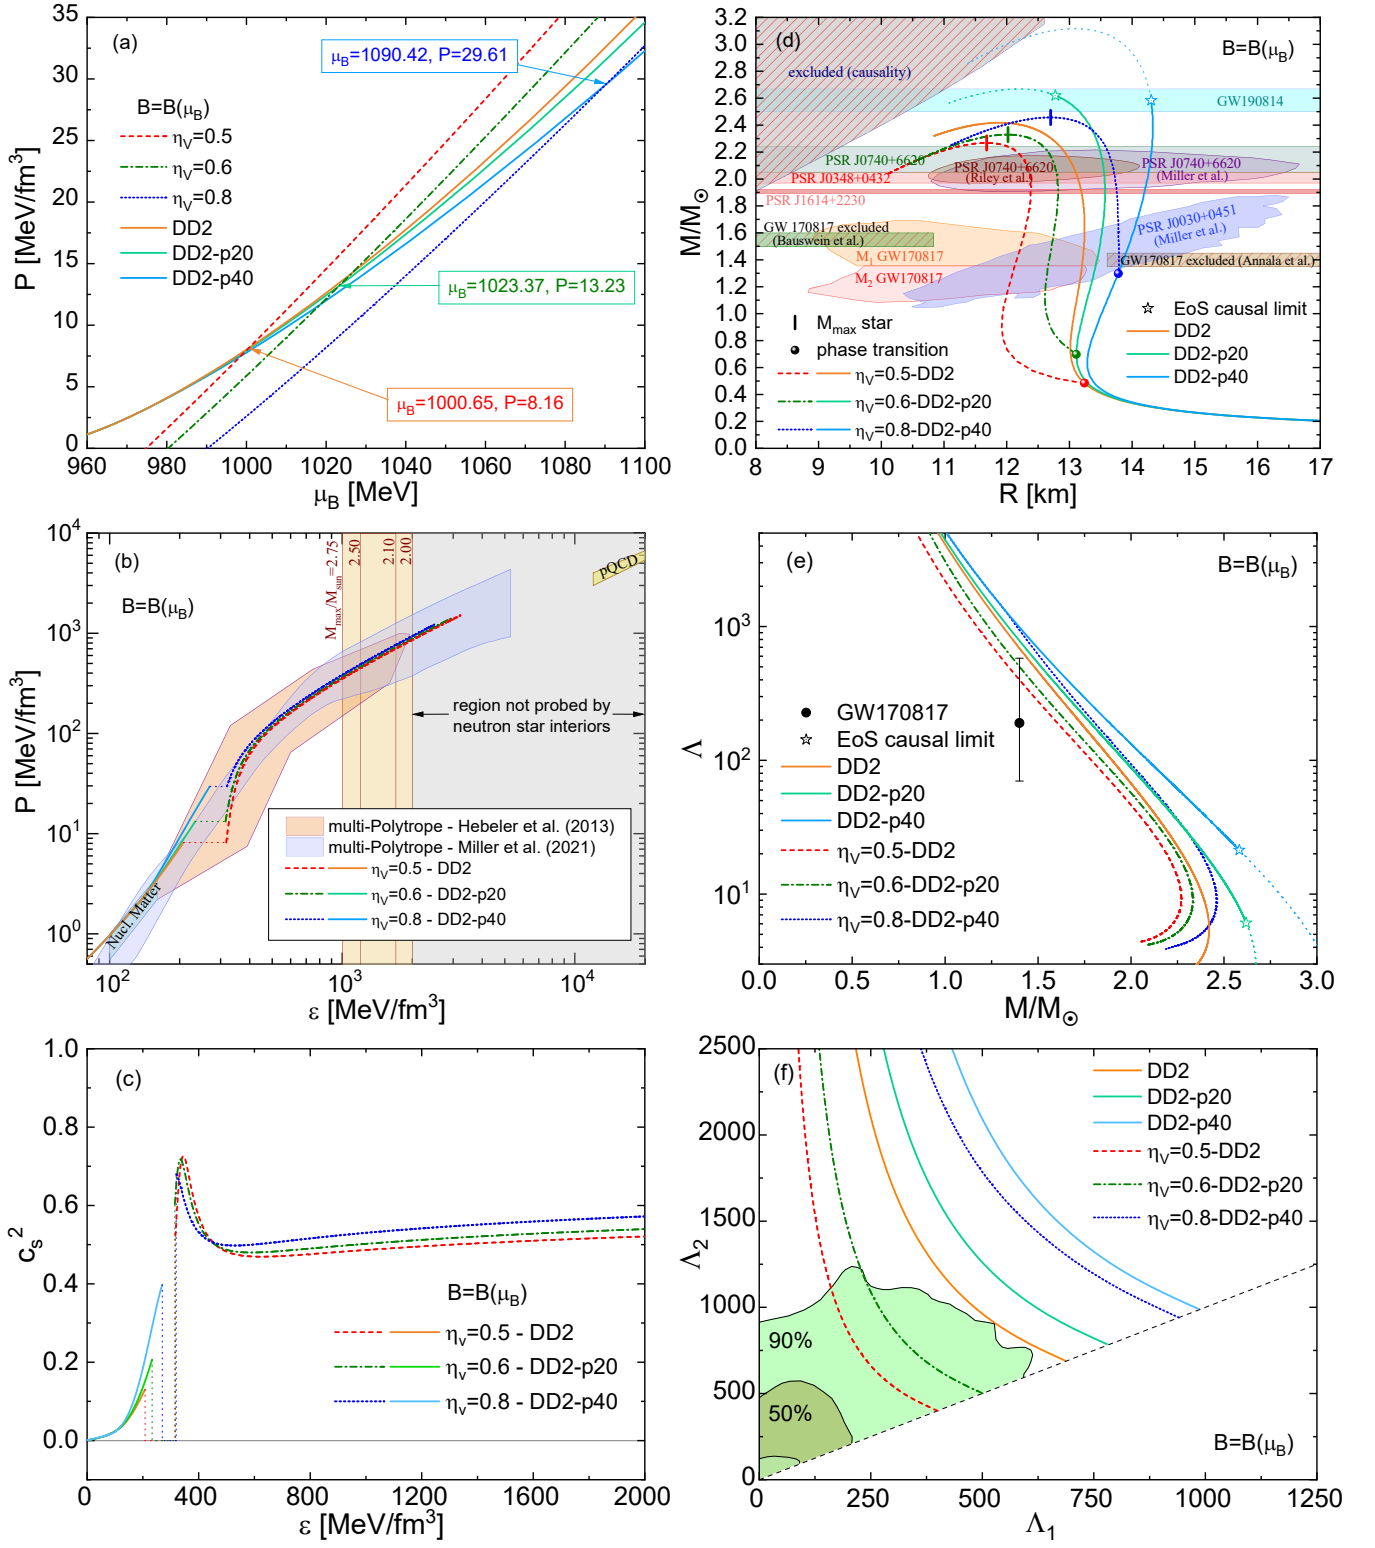 (a)
μB=1090.42, P=29.61
B=B(μB)
ηV=0.5
ηV=0.6
ηV=0.8
DD2
DD2-p20
DD2-p40
μB=1023.37, P=13.23
μB=1000.65, P=8.16
P [MeV/fm³]
35
30
25
20
15
10
5
0
960 980 1000 1020 1040 1060 1080 1100
μB [MeV]
(d)
B=B(μB)
excluded (causality)
GW190814
PSR J0740+6620
PSR J0740+6620
(Riley et al.)
PSR J0740+6620
(Miller et al.)
PSR J0348+0432
PSR J1614+2230
GW 170817 excluded
(Bauswein et al.)
PSR J0030+0451
(Miller et al.)
M1 GW170817
GW170817 excluded (Annala et al.)
M2 GW170817
Mmax star
phase transition
ηV=0.5-DD2
ηV=0.6-DD2-p20
ηV=0.8-DD2-p40
EoS causal limit
DD2
DD2-p20
DD2-p40
M/M⊙
3.2
3.0
2.8
2.6
2.4
2.2
2.0
1.8
1.6
1.4
1.2
1.0
0.8
0.6
0.4
0.2
0.0
8 9 10 11 12 13 14 15 16 17
R [km]
(b)
B=B(μB)
Mmax/Msun=2.75
2.50
2.10
2.00
pQCD
region not probed by
neutron star interiors
Nucl. Matter
multi-Polytrope - Hebeler et al. (2013)
multi-Polytrope - Miller et al. (2021)
ηV=0.5 - DD2
ηV=0.6 - DD2-p20
ηV=0.8 - DD2-p40
P [MeV/fm³]
10⁴
10³
10²
10¹
10⁰
10² 10³ 10⁴
ε [MeV/fm³]
(e)
B=B(μB)
GW170817
EoS causal limit
DD2
DD2-p20
DD2-p40
ηV=0.5-DD2
ηV=0.6-DD2-p20
ηV=0.8-DD2-p40
Λ
10³
10²
10¹
0.0 0.5 1.0 1.5 2.0 2.5 3.0
M/M⊙
(c)
B=B(μB)
ηv=0.5 - DD2
ηv=0.6 - DD2-p20
ηv=0.8 - DD2-p40
cs²
1.0
0.8
0.6
0.4
0.2
0.0
0 400 800 1200 1600 2000
ε [MeV/fm³]
(f)
DD2
DD2-p20
DD2-p40
ηV=0.5-DD2
ηV=0.6-DD2-p20
ηV=0.8-DD2-p40
90%
50%
B=B(μB)
Λ2
2500
2000
1500
1000
500
0
0 250 500 750 1000 1250
Λ1